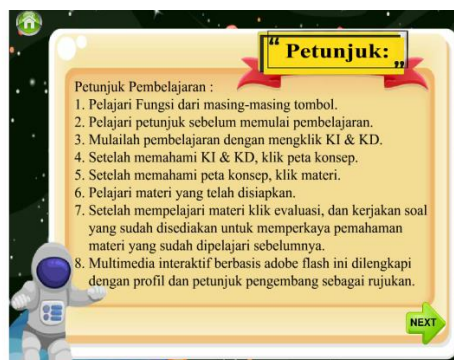 “ Petunjuk: ”
Petunjuk Pembelajaran :
1. Pelajari Fungsi dari masing-masing tombol.
2. Pelajari petunjuk sebelum memulai pembelajaran.
3. Mulailah pembelajaran dengan mengklik KI & KD.
4. Setelah memahami KI & KD, klik peta konsep.
5. Setelah memahami peta konsep, klik materi.
6. Pelajari materi yang telah disiapkan.
7. Setelah mempelajari materi klik evaluasi, dan kerjakan soal
yang sudah disediakan untuk memperkaya pemahaman
materi yang sudah dipelajari sebelumnya.
8. Multimedia interaktif berbasis adobe flash ini dilengkapi
dengan profil dan petunjuk pengembang sebagai rujukan.
NEXT